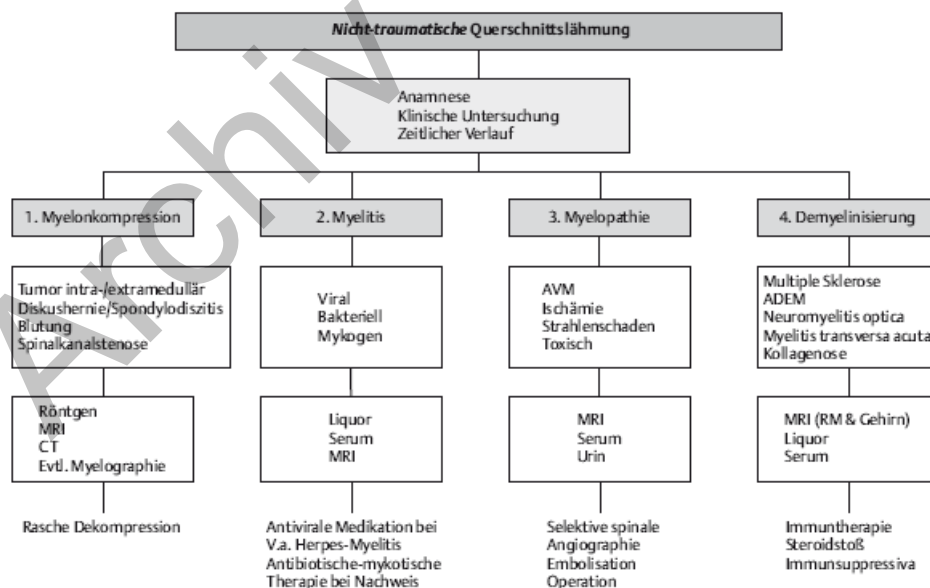 Nicht-traumatische Querschnittslähmung
Anamnese
Klinische Untersuchung
Zeitlicher Verlauf
1. Myelonkompression
Tumor intra-/extramedullär
Diskushernie/Spondylodiszitis
Blutung
Spinalkanalstenose
Röntgen
MRI
CT
Evtl. Myelographie
Rasche Dekompression
2. Myelitis
Viral
Bakteriell
Mykogen
Liquor
Serum
MRI
Antivirale Medikation bei
V.a. Herpes-Myelitis
Antibiotische-mykotische
Therapie bei Nachweis
3. Myelopathie
AVM
Ischämie
Strahlenschaden
Toxisch
MRI
Serum
Urin
Selektive spinale
Angiographie
Embolisation
Operation
4. Demyelinisierung
Multiple Sklerose
ADEM
Neuromyelitis optica
Myelitis transversa acuta
Kollagenose
MRI (RM & Gehirn)
Liquor
Serum
Immuntherapie
Steroidstoß
Immunsuppressiva
Archiv